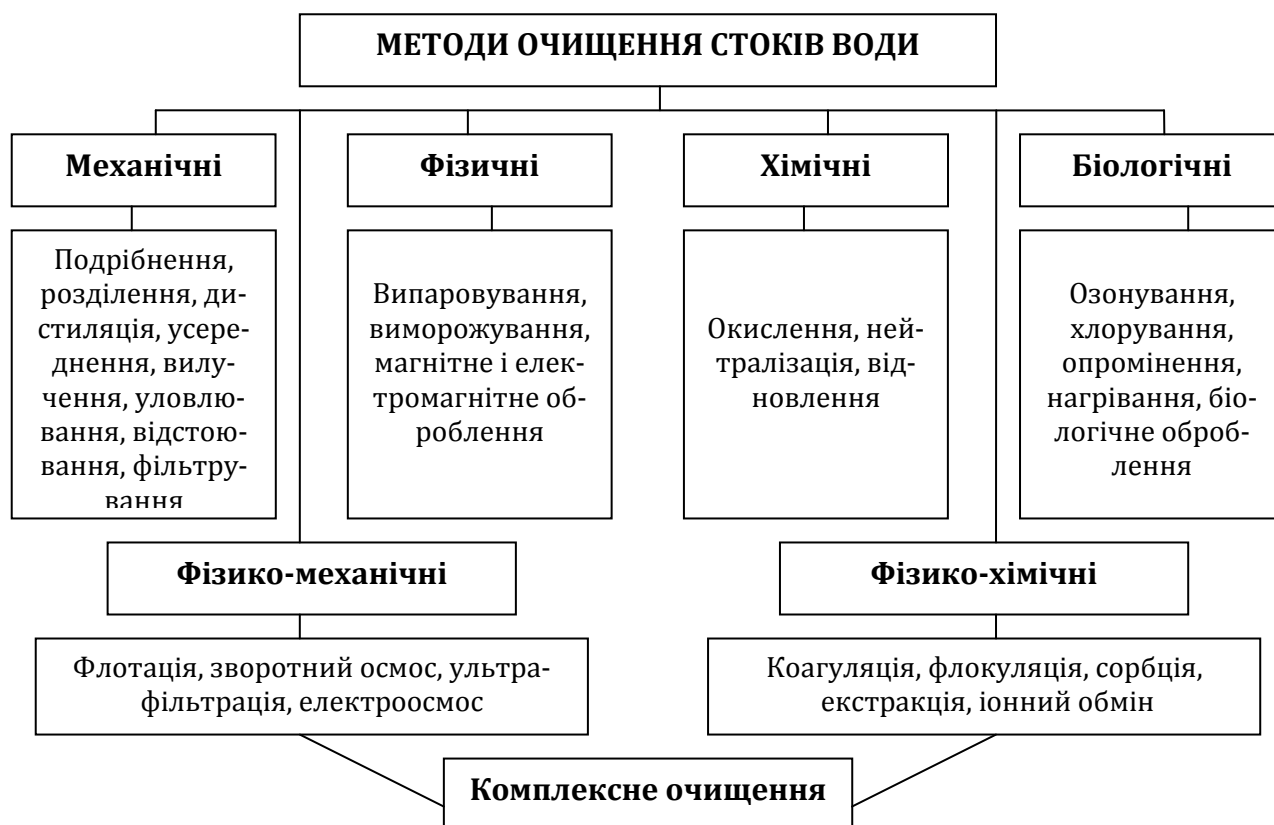 МЕТОДИ ОЧИЩЕННЯ СТОКІВ ВОДИ
Механічні
Фізичні
Хімічні
Біологічні
Подрібнення,
розділення, ди-
стиляція, усере-
днення, вилу-
чення, уловлю-
вання, відстою-
вання, фільтру-
вання
Випаровування,
виморожування,
магнітне і елек-
тромагнітне об-
роблення
Окислення, ней-
тралізація, від-
новлення
Озонування,
хлорування,
опромінення,
нагрівання, біо-
логічне оброб-
лення
Фізико-механічні
Фізико-хімічні
Флотація, зворотний осмос, ультра-
фільтрація, електроосмос
Коагуляція, флокуляція, сорбція,
екстракція, іонний обмін
Комплексне очищення